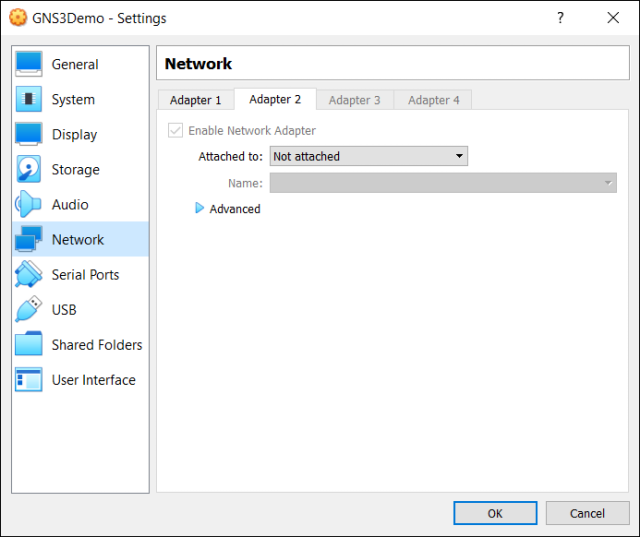 GNS3Demo - Settings
?
General
System
Display
Storage
Audio
Network
Serial Ports
USB
Shared Folders
User Interface
Network
Adapter 1 Adapter 2 Adapter 3 Adapter 4
Enable Network Adapter
Attached to: Not attached
Name:
Advanced
OK Cancel